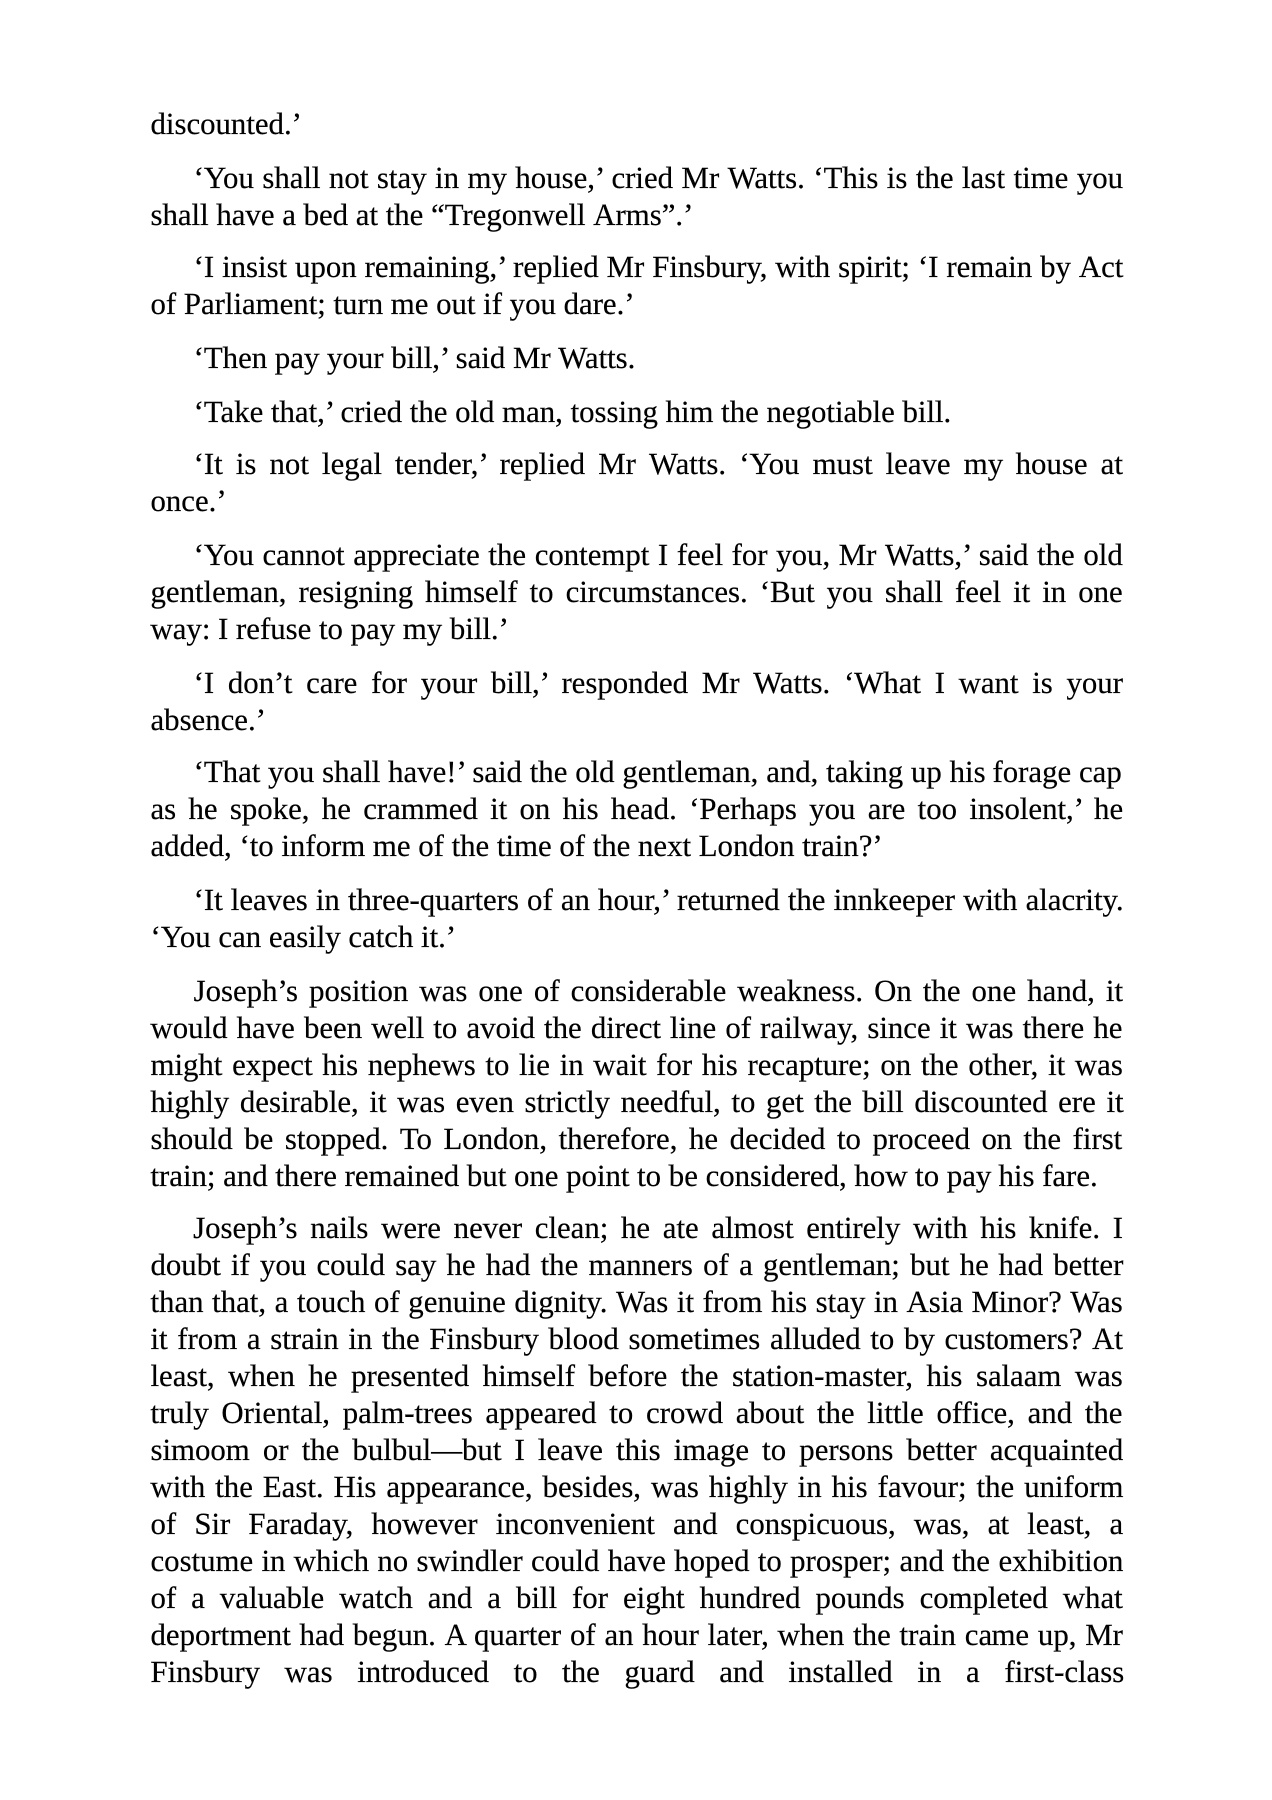 discounted.’
‘You shall not stay in my house,’ cried Mr Watts. ‘This is the last time you
shall have a bed at the “Tregonwell Arms”.’
‘I insist upon remaining,’ replied Mr Finsbury, with spirit; ‘I remain by Act
of Parliament; turn me out if you dare.’
‘Then pay your bill,’ said Mr Watts.
‘Take that,’ cried the old man, tossing him the negotiable bill.
‘It is not legal tender,’ replied Mr Watts. ‘You must leave my house at
once.’
‘You cannot appreciate the contempt I feel for you, Mr Watts,’ said the old
gentleman, resigning himself to circumstances. ‘But you shall feel it in one
way: I refuse to pay my bill.’
‘I don’t care for your bill,’ responded Mr Watts. ‘What I want is your
absence.’
‘That you shall have!’ said the old gentleman, and, taking up his forage cap
as he spoke, he crammed it on his head. ‘Perhaps you are too insolent,’ he
added, ‘to inform me of the time of the next London train?’
‘It leaves in three-quarters of an hour,’ returned the innkeeper with alacrity.
‘You can easily catch it.’
Joseph’s position was one of considerable weakness. On the one hand, it
would have been well to avoid the direct line of railway, since it was there he
might expect his nephews to lie in wait for his recapture; on the other, it was
highly desirable, it was even strictly needful, to get the bill discounted ere it
should be stopped. To London, therefore, he decided to proceed on the first
train; and there remained but one point to be considered, how to pay his fare.
Joseph’s nails were never clean; he ate almost entirely with his knife. I
doubt if you could say he had the manners of a gentleman; but he had better
than that, a touch of genuine dignity. Was it from his stay in Asia Minor? Was
it from a strain in the Finsbury blood sometimes alluded to by customers? At
least, when he presented himself before the station-master, his salaam was
truly Oriental, palm-trees appeared to crowd about the little office, and the
simoom or the bulbul—but I leave this image to persons better acquainted
with the East. His appearance, besides, was highly in his favour; the uniform
of Sir Faraday, however inconvenient and conspicuous, was, at least, a
costume in which no swindler could have hoped to prosper; and the exhibition
of a valuable watch and a bill for eight hundred pounds completed what
deportment had begun. A quarter of an hour later, when the train came up, Mr
Finsbury was introduced to the guard and installed in a first-class